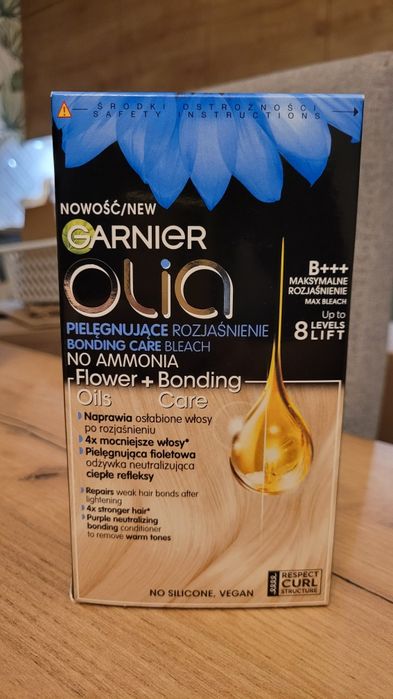 ŚRODKI OSTROŻNOŚCI
SAFETY INSTRUCTIONS
NOWOŚĆ/NEW
GARNIER
OLIA
PIELĘGNUJĄCE ROZJAŚNIENIE
BONDING CARE BLEACH
NO AMMONIA
Flower + Bonding
Oils Care
B+++
MAKSYMALNE
ROZJAŚNIENIE
MAX BLEACH
Up to
8 LEVELS
LIFT
Naprawia osłabione włosy
po rozjaśnieniu
4x mocniejsze włosy*
Pielęgnująca fioletowa
odżywka neutralizująca
ciepłe refleksy
Repairs weak hair bonds after
lightening
4x stronger hair*
Purple neutralizing
bonding conditioner
to remove warm tones
NO SILICONE, VEGAN
RESPECT
CURL
STRUCTURE